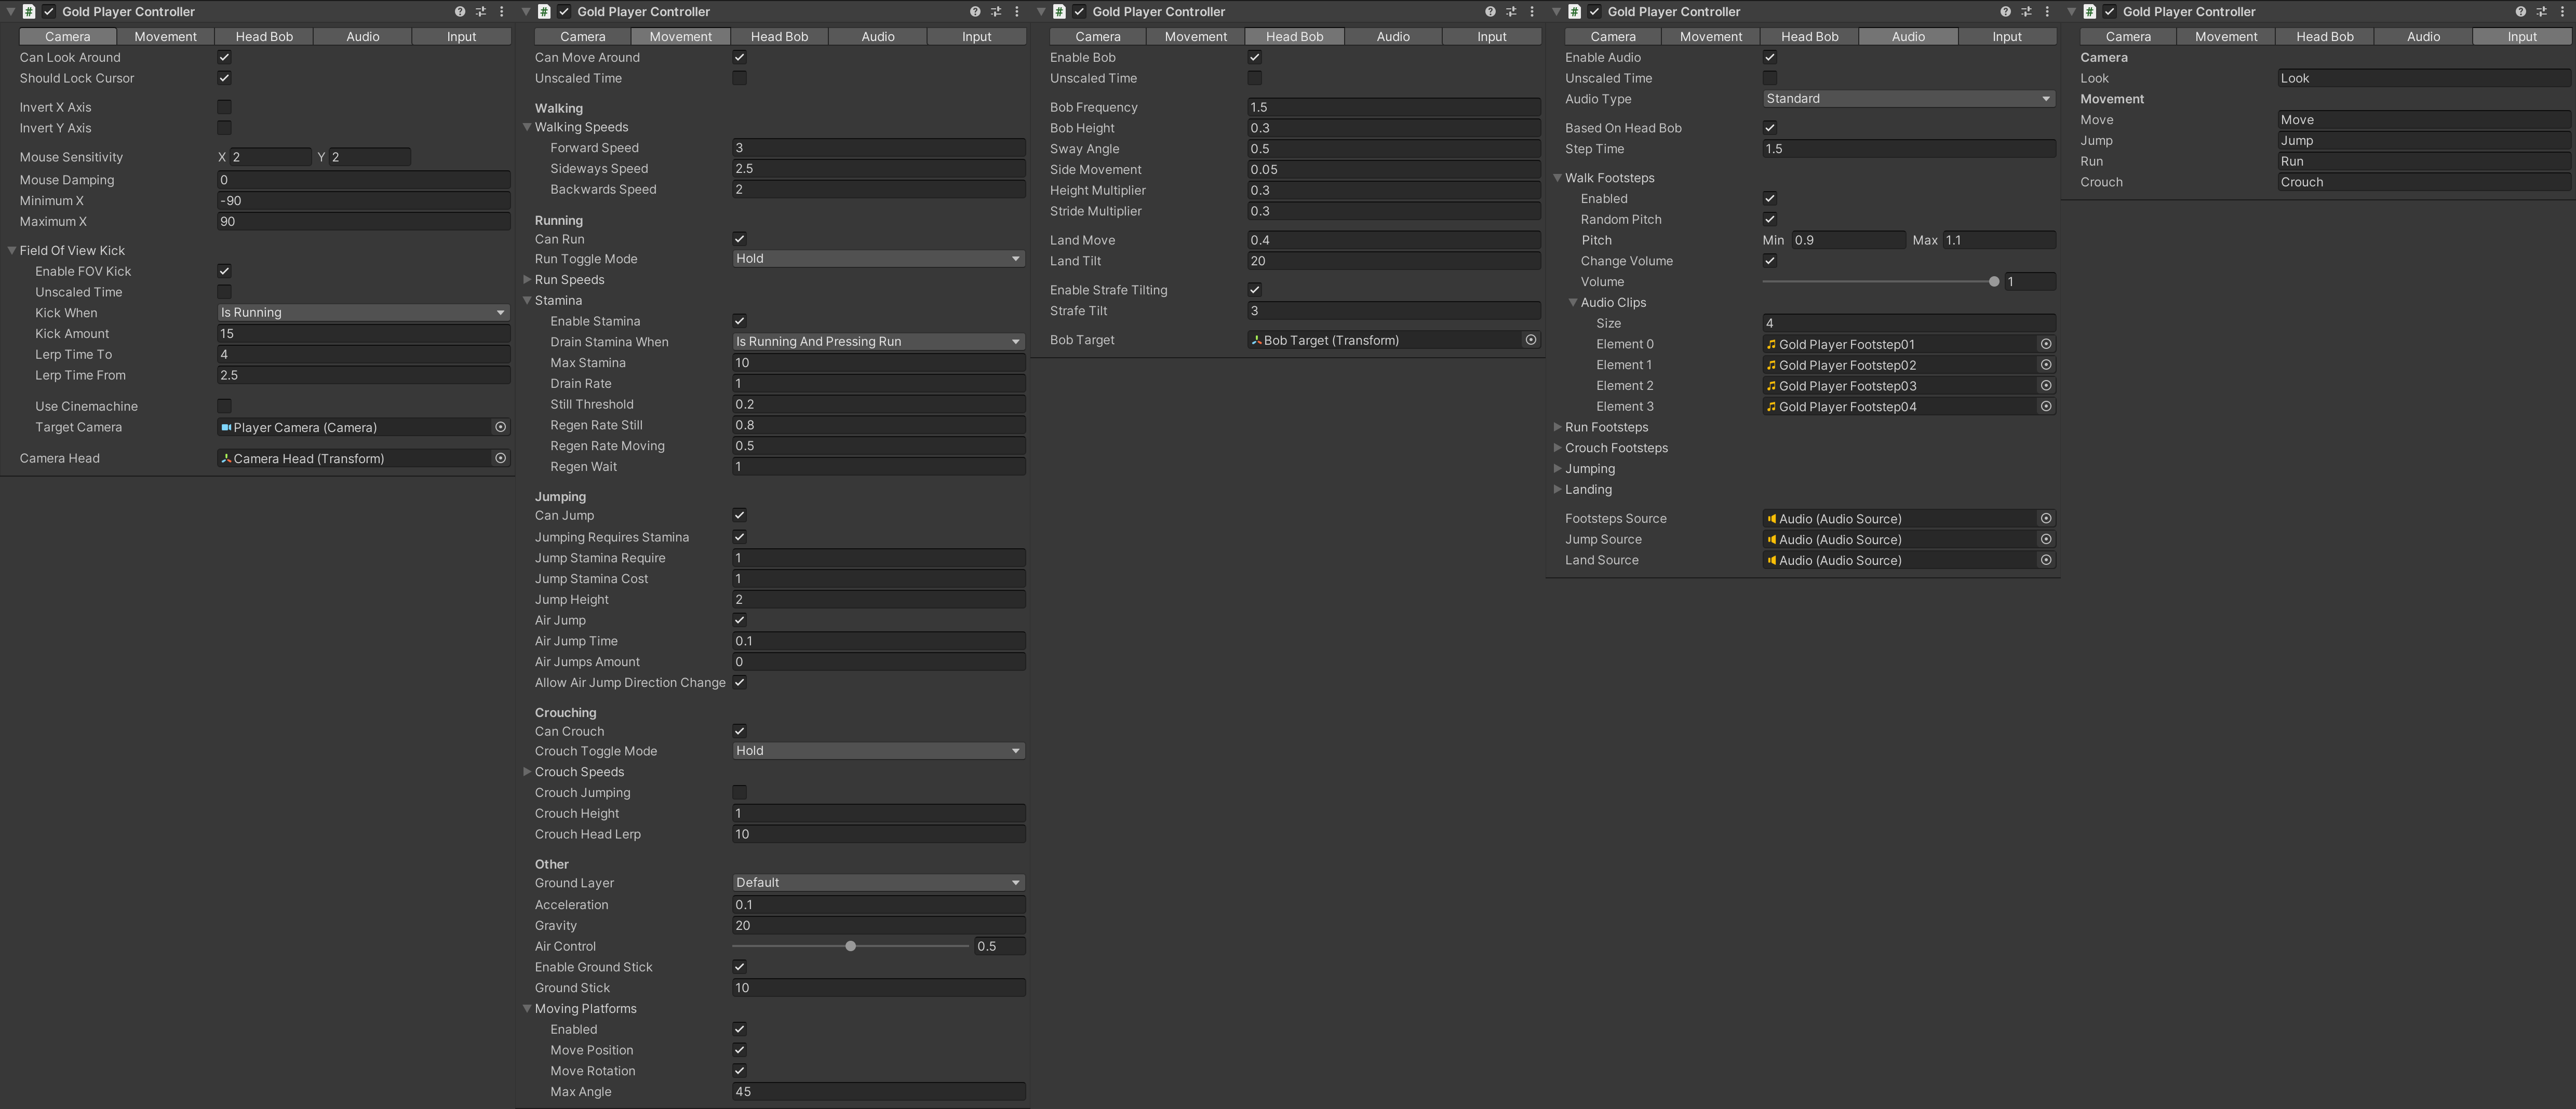 Gold Player Controller
Camera Movement Head Bob Audio Input
Can Look Around
Should Lock Cursor
Invert X Axis
Invert Y Axis
Mouse Sensitivity X 2 Y 2
Mouse Damping 0
Minimum X -90
Maximum X 90
Field Of View Kick
Enable FOV Kick
Unscaled Time
Kick When Is Running
Kick Amount 15
Lerp Time To 4
Lerp Time From 2.5
Use Cinemachine
Target Camera Player Camera (Camera)
Camera Head Camera Head (Transform)
Gold Player Controller
Camera Movement Head Bob Audio Input
Can Move Around
Unscaled Time
Walking
Walking Speeds
Forward Speed 3
Sideways Speed 2.5
Backwards Speed 2
Running
Can Run
Run Toggle Mode Hold
Run Speeds
Stamina
Enable Stamina
Drain Stamina When Is Running And Pressing Run
Max Stamina 10
Drain Rate 1
Still Threshold 0.2
Regen Rate Still 0.8
Regen Rate Moving 0.5
Regen Wait 1
Jumping
Can Jump
Jumping Requires Stamina
Jump Stamina Require 1
Jump Stamina Cost 1
Jump Height 2
Air Jump
Air Jump Time 0.1
Air Jumps Amount 0
Allow Air Jump Direction Change
Crouching
Can Crouch
Crouch Toggle Mode Hold
Crouch Speeds
Crouch Jumping
Crouch Height 1
Crouch Head Lerp 10
Other
Ground Layer Default
Acceleration 0.1
Gravity 20
Air Control 0.5
Enable Ground Stick
Ground Stick 10
Moving Platforms
Enabled
Move Position
Move Rotation
Max Angle 45
Gold Player Controller
Camera Movement Head Bob Audio Input
Enable Bob
Unscaled Time
Bob Frequency 1.5
Bob Height 0.3
Sway Angle 0.5
Side Movement 0.05
Height Multiplier 0.3
Stride Multiplier 0.3
Land Move 0.4
Land Tilt 20
Enable Strafe Tilting
Strafe Tilt 3
Bob Target Bob Target (Transform)
Gold Player Controller
Camera Movement Head Bob Audio Input
Enable Audio
Unscaled Time
Audio Type Standard
Based On Head Bob
Step Time 1.5
Walk Footsteps
Enabled
Random Pitch
Pitch Min 0.9 Max 1.1
Change Volume
Volume 1
Audio Clips
Size 4
Element 0 Gold Player Footstep01
Element 1 Gold Player Footstep02
Element 2 Gold Player Footstep03
Element 3 Gold Player Footstep04
Run Footsteps
Crouch Footsteps
Jumping
Landing
Footsteps Source Audio (Audio Source)
Jump Source Audio (Audio Source)
Land Source Audio (Audio Source)
Gold Player Controller
Camera Movement Head Bob Audio Input
Camera
Look Look
Movement
Move Move
Jump Jump
Run Run
Crouch Crouch